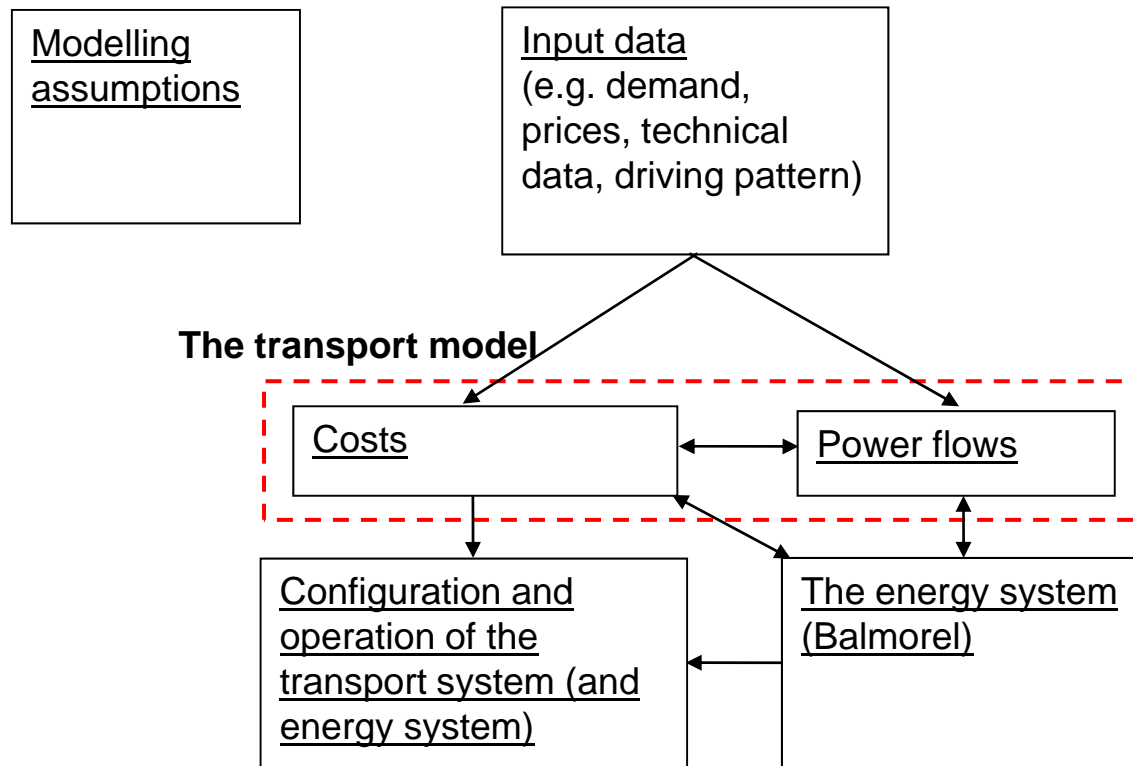 Modelling
assumptions
Input data
(e.g. demand,
prices, technical
data, driving pattern)
The transport model
Costs
Power flows
Configuration and
operation of the
transport system (and
energy system)
The energy system
(Balmorel)